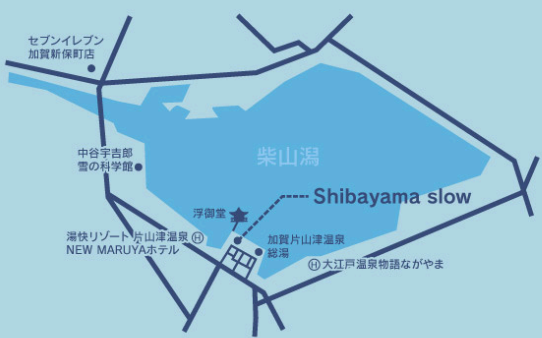 セブンイレブン
加賀新保町店
柴山潟
中谷宇吉郎
雪の科学館
Shibayama slow
浮御堂
湯快リゾート 片山津温泉 Ⓗ
NEW MARUYAホテル
加賀片山津温泉
総湯
Ⓗ 大江戸温泉物語ながやま